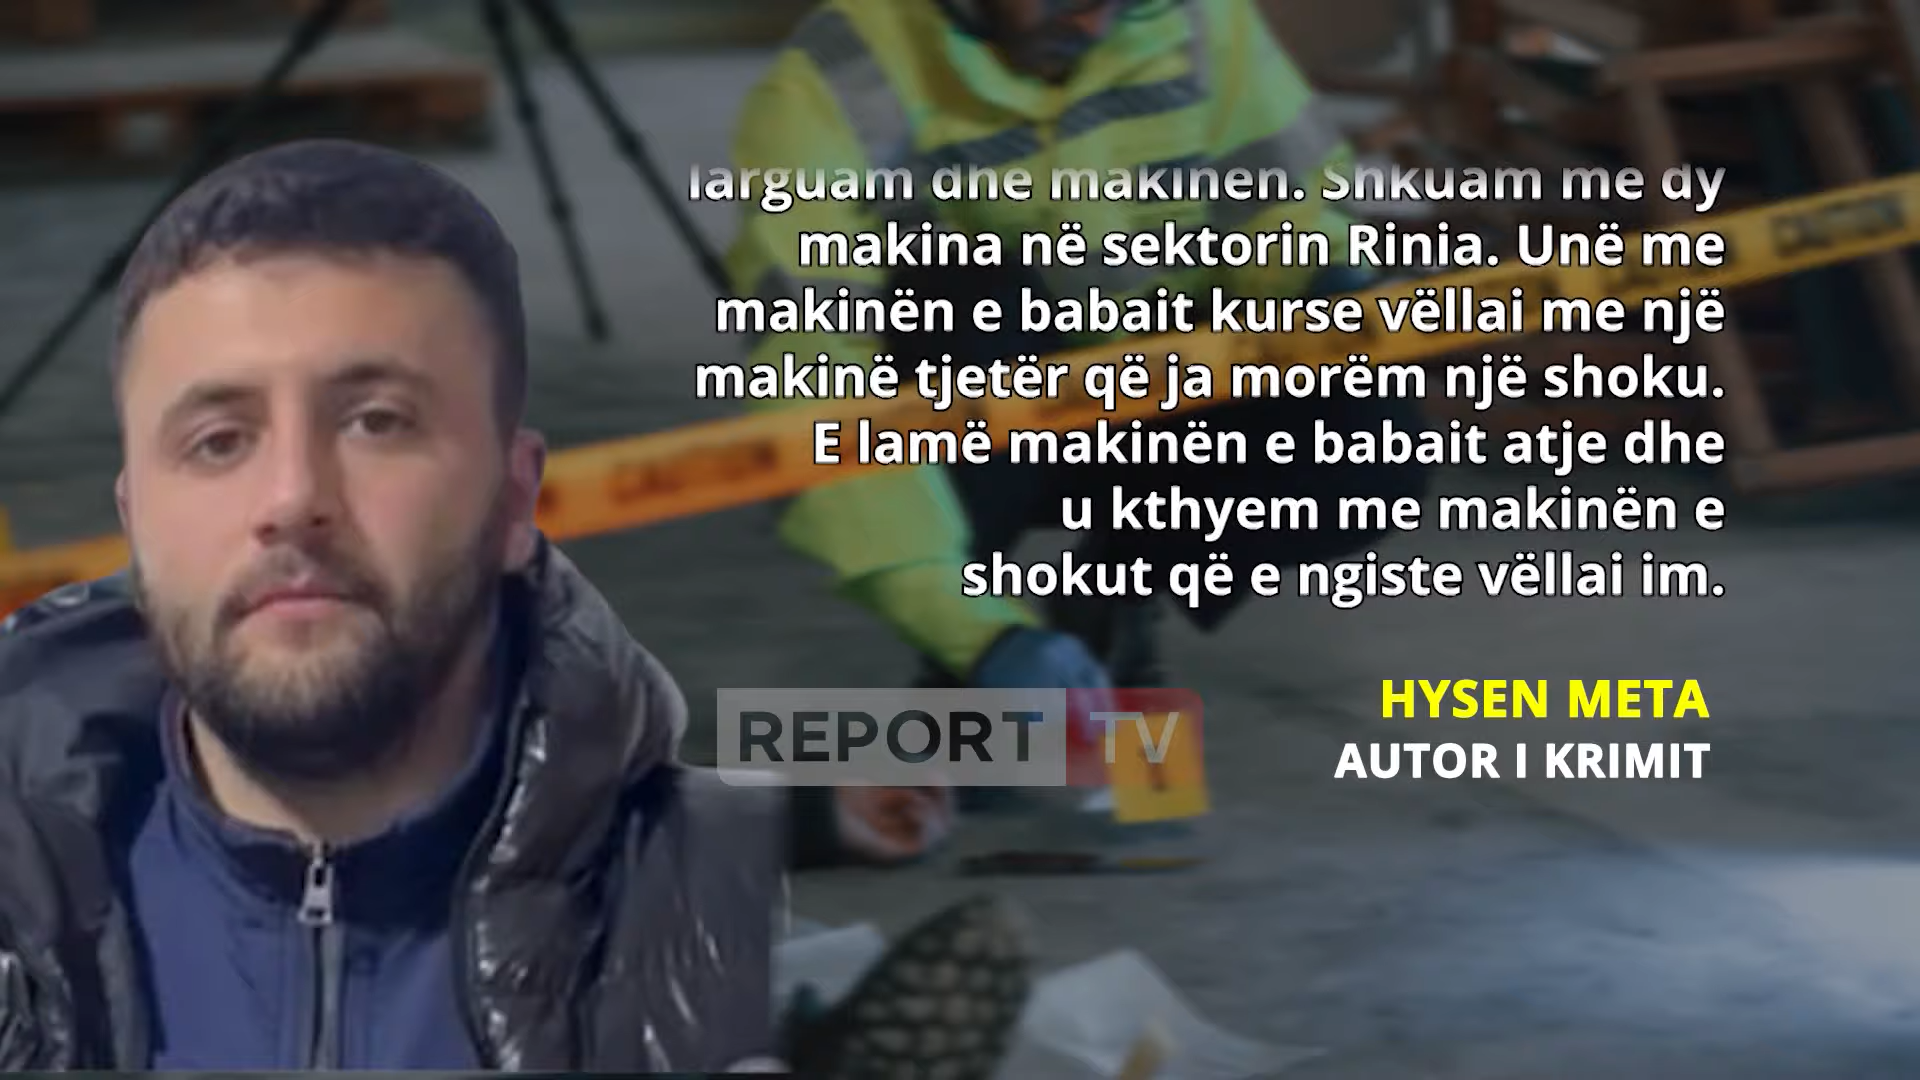 larguam dhe makinën. Shkuam me dy
makina në sektorin Rinia. Unë me
makinën e babait kurse vëllai me një
makinë tjetër që ja morëm një shoku.
E lamë makinën e babait atje dhe
u kthyem me makinën e
shokut që e ngiste vëllai im.
HYSEN META
AUTOR I KRIMIT
REPORT TV
CAUTION
CAUTION